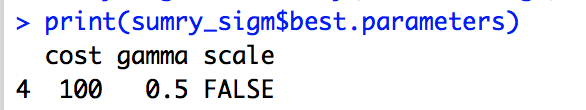 > print(sumry_sigm$best.parameters)
cost gamma scale
4 100 0.5 FALSE